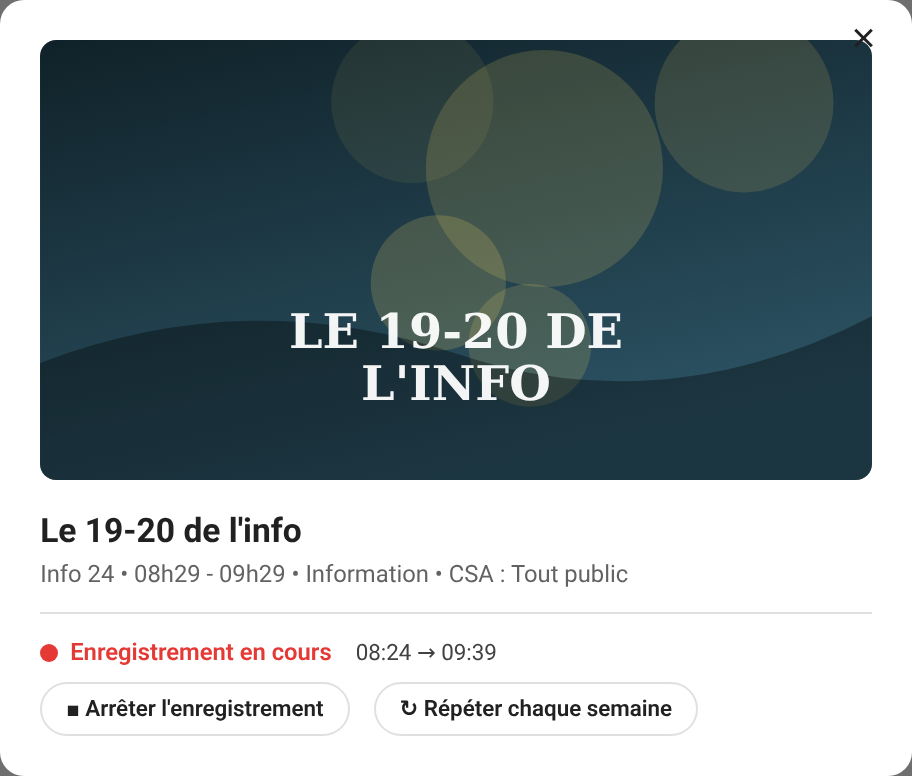 LE 19-20 DE
L'INFO
Le 19-20 de l'info
Info 24 • 08h29 - 09h29 • Information • CSA : Tout public
Enregistrement en cours 08:24 → 09:39
■ Arrêter l'enregistrement ↻ Répéter chaque semaine